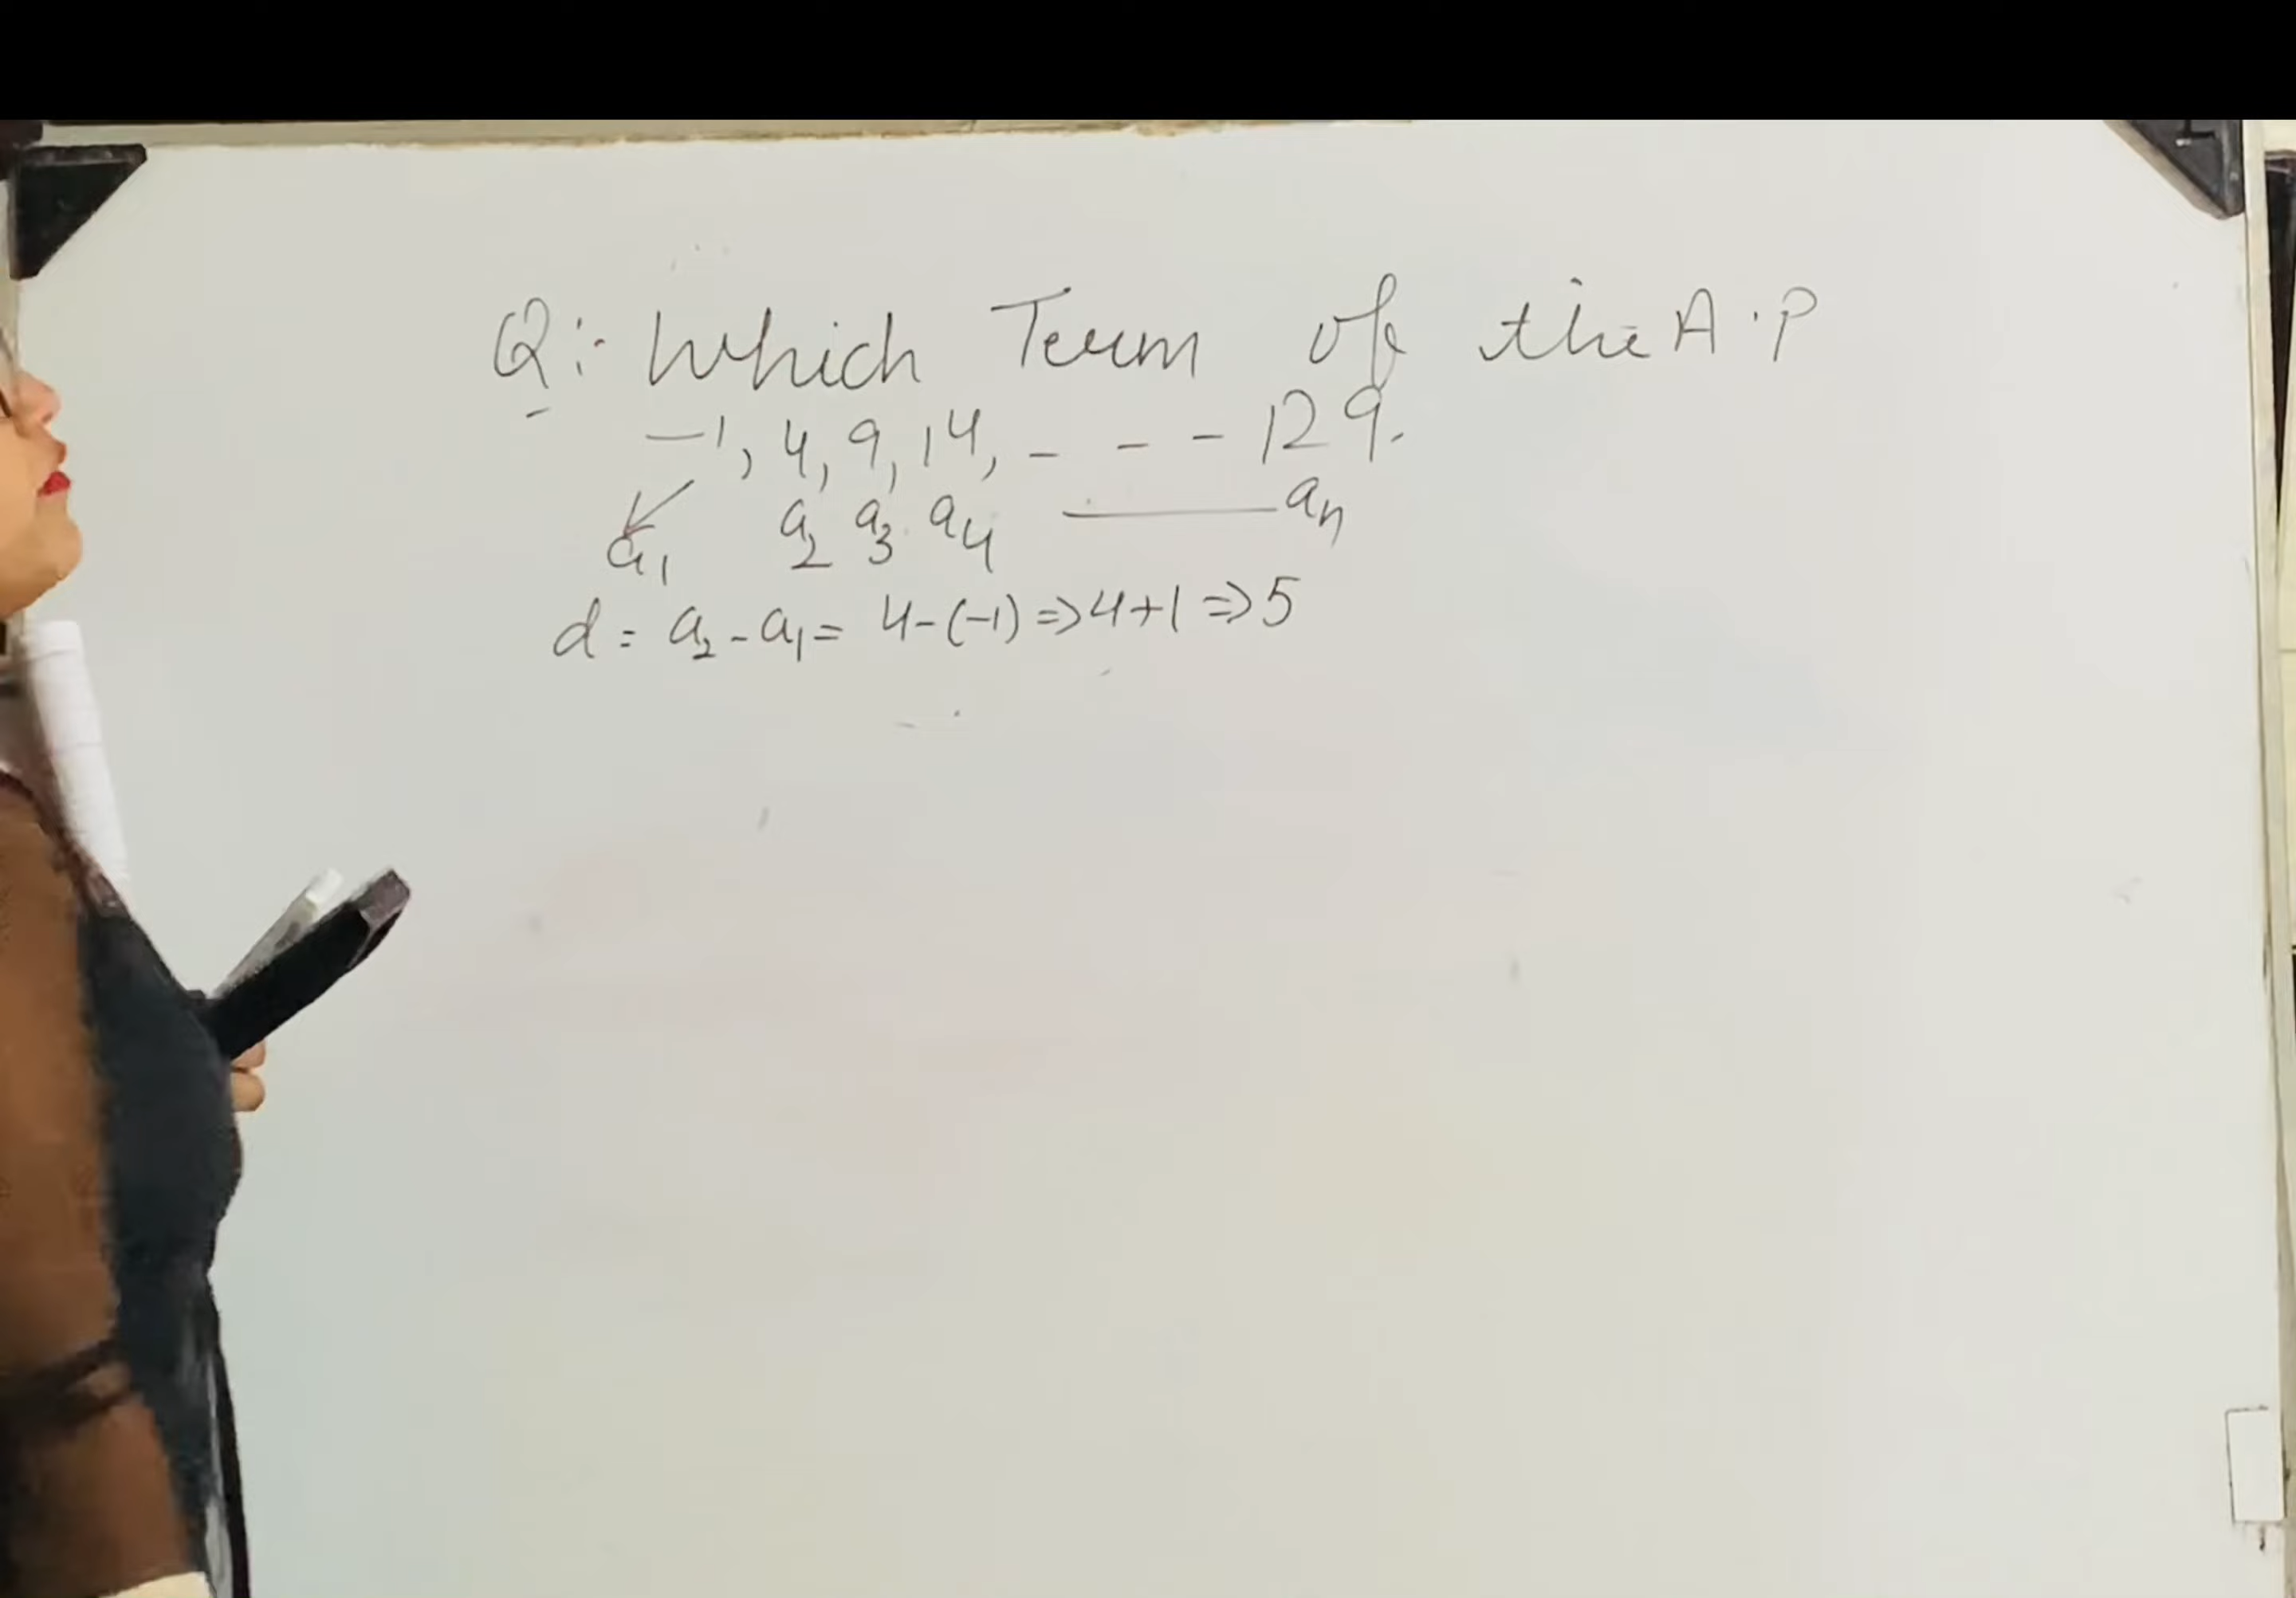 Q:- Which Term of the A.P
-1, 4, 9, 14, - - - 129.
a1 a2 a3 a4 ——— an
d = a2 - a1 = 4-(-1) => 4+1 => 5